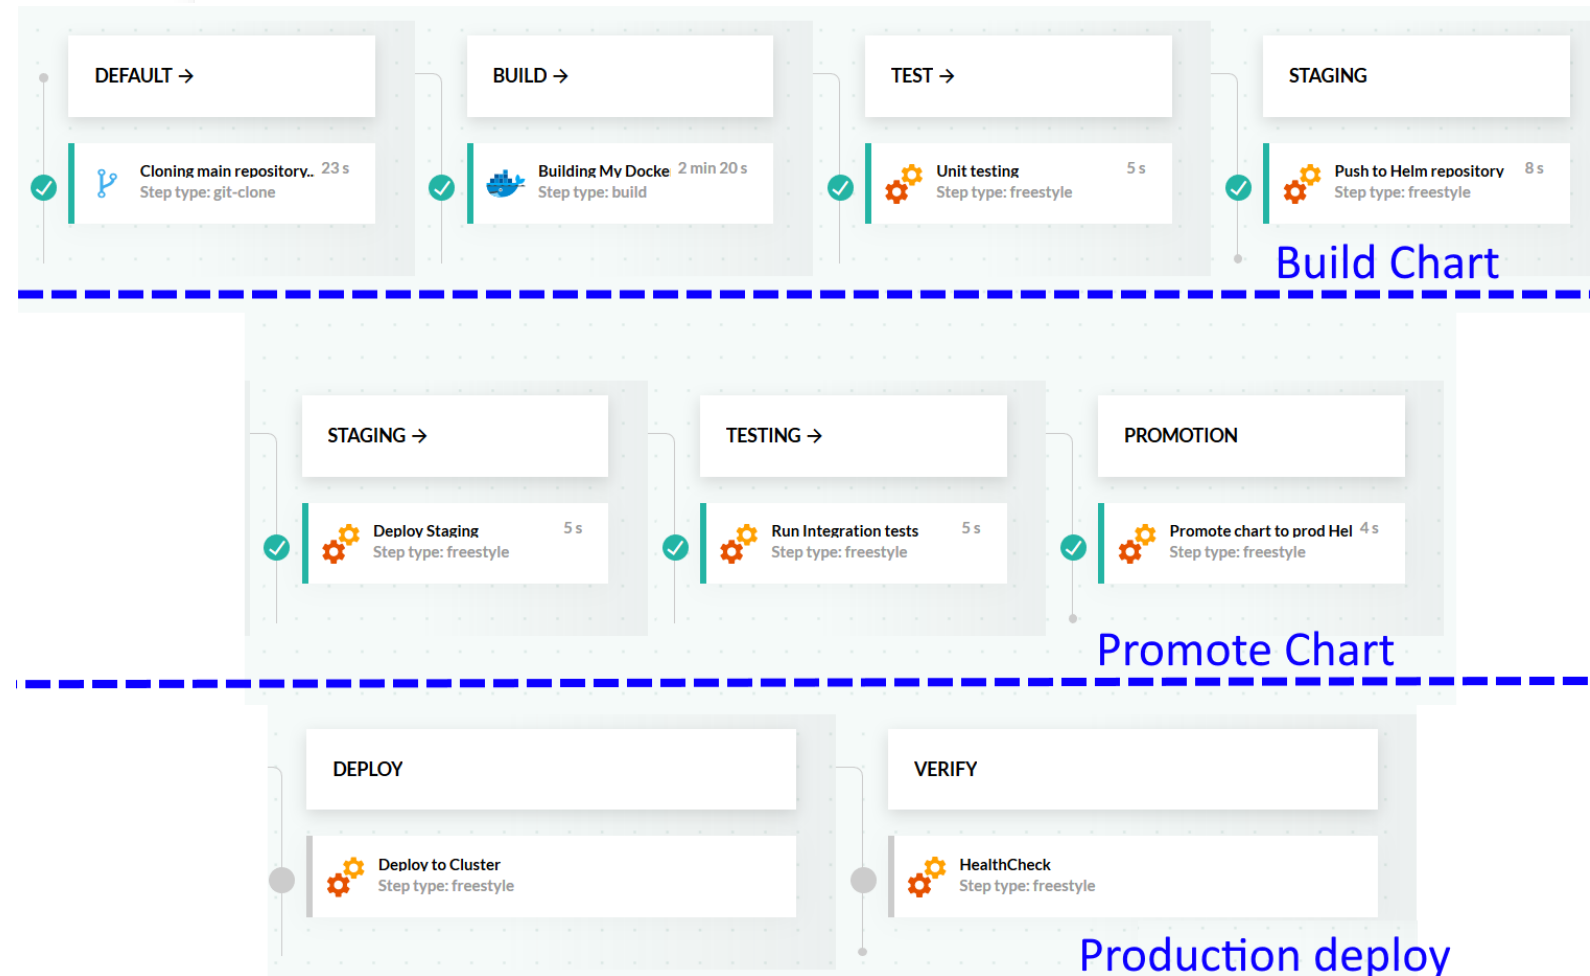 DEFAULT →
BUILD →
TEST →
STAGING
Cloning main repository.. 23 s
Step type: git-clone
Building My Docke 2 min 20 s
Step type: build
Unit testing 5 s
Step type: freestyle
Push to Helm repository 8 s
Step type: freestyle
Build Chart
STAGING →
TESTING →
PROMOTION
Deploy Staging 5 s
Step type: freestyle
Run Integration tests 5 s
Step type: freestyle
Promote chart to prod Hel 4 s
Step type: freestyle
Promote Chart
DEPLOY
VERIFY
Deploy to Cluster
Step type: freestyle
HealthCheck
Step type: freestyle
Production deploy